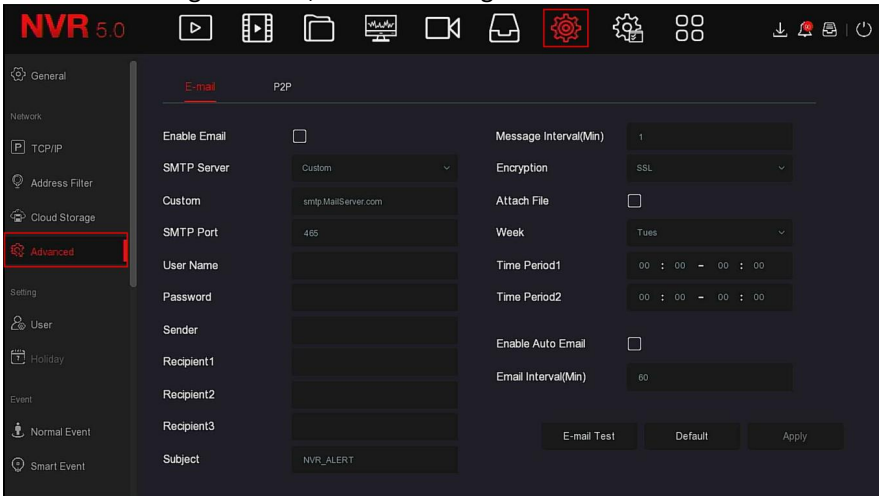 NVR 5.0
General
Network
TCP/IP
Address Filter
Cloud Storage
Advanced
Setting
User
Holiday
Event
Normal Event
Smart Event
E-mail P2P
Enable Email
SMTP Server Custom
Custom smtp.MailServer.com
SMTP Port 465
User Name
Password
Sender
Recipient1
Recipient2
Recipient3
Subject NVR_ALERT
Message Interval(Min) 1
Encryption SSL
Attach File
Week Tues
Time Period1 00 : 00 - 00 : 00
Time Period2 00 : 00 - 00 : 00
Enable Auto Email
Email Interval(Min) 60
E-mail Test Default Apply